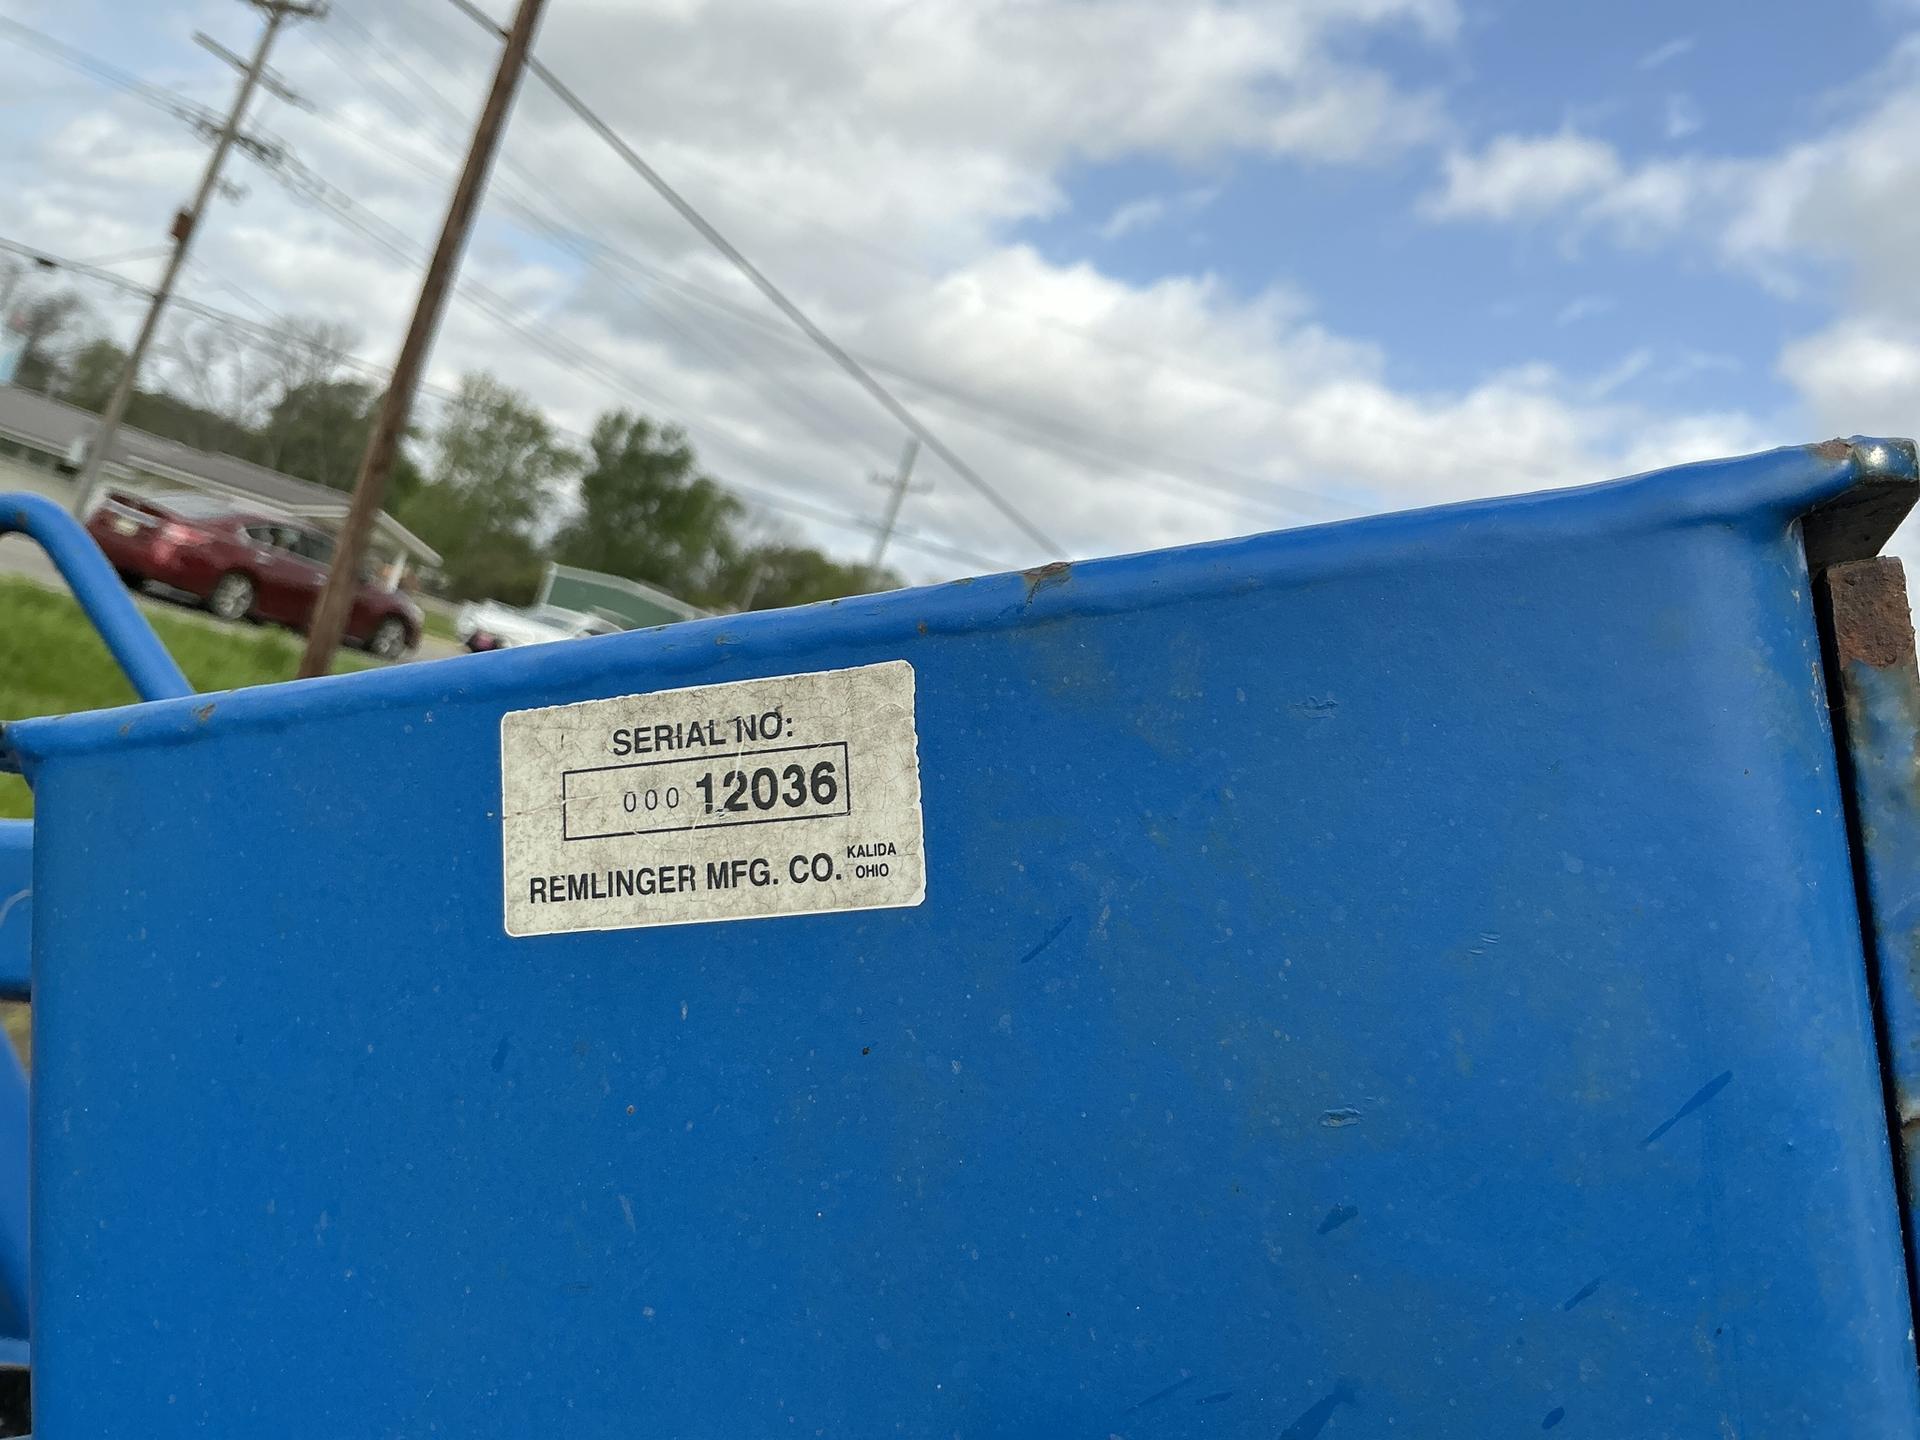 SERIAL NO:
000 12036
REMLINGER MFG. CO. KALIDA OHIO